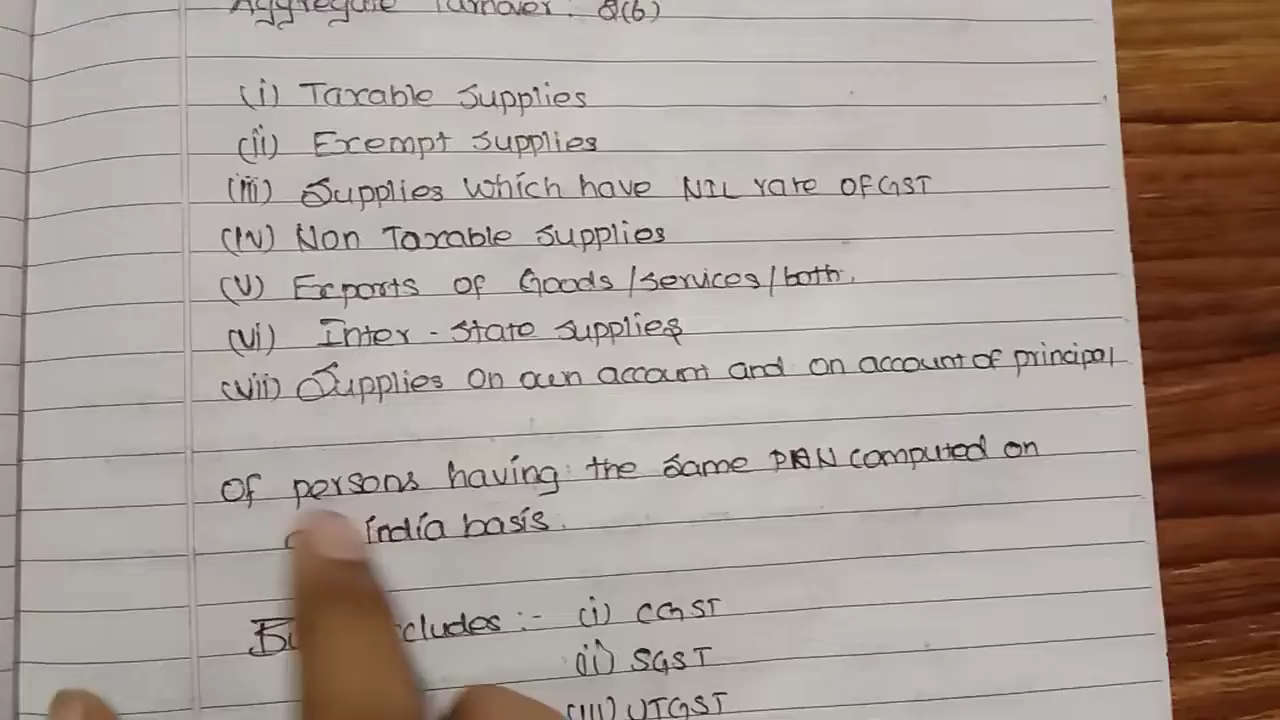 Aggregate Turnover: 2(6)
(i) Taxable Supplies
(ii) Exempt Supplies
(iii) Supplies which have NIL rate OF GST
(IV) Non Taxable Supplies
(V) Exports of Goods/services/both.
(Vi) Inter-State Supplies
(Vii) Supplies on own account and on account of principal
Of persons having the same PAN computed on
India basis.
cludes :- (i) CGST
(ii) SGST
(iii) UTGST